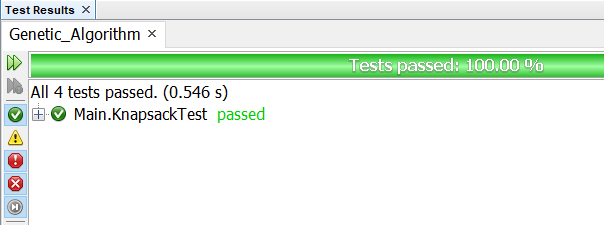 Test Results ×
Genetic_Algorithm ×
Tests passed: 100.00 %
All 4 tests passed. (0.546 s)
Main.KnapsackTest passed